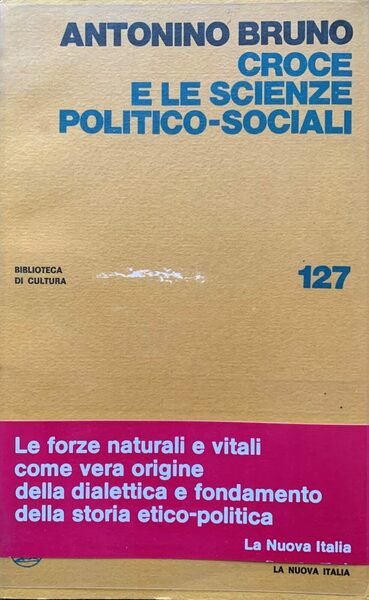 ANTONINO BRUNO
CROCE
E LE SCIENZE
POLITICO-SOCIALI
BIBLIOTECA
DI CULTURA
127
Le forze naturali e vitali
come vera origine
della dialettica e fondamento
della storia etico-politica
La Nuova Italia
LA NUOVA ITALIA